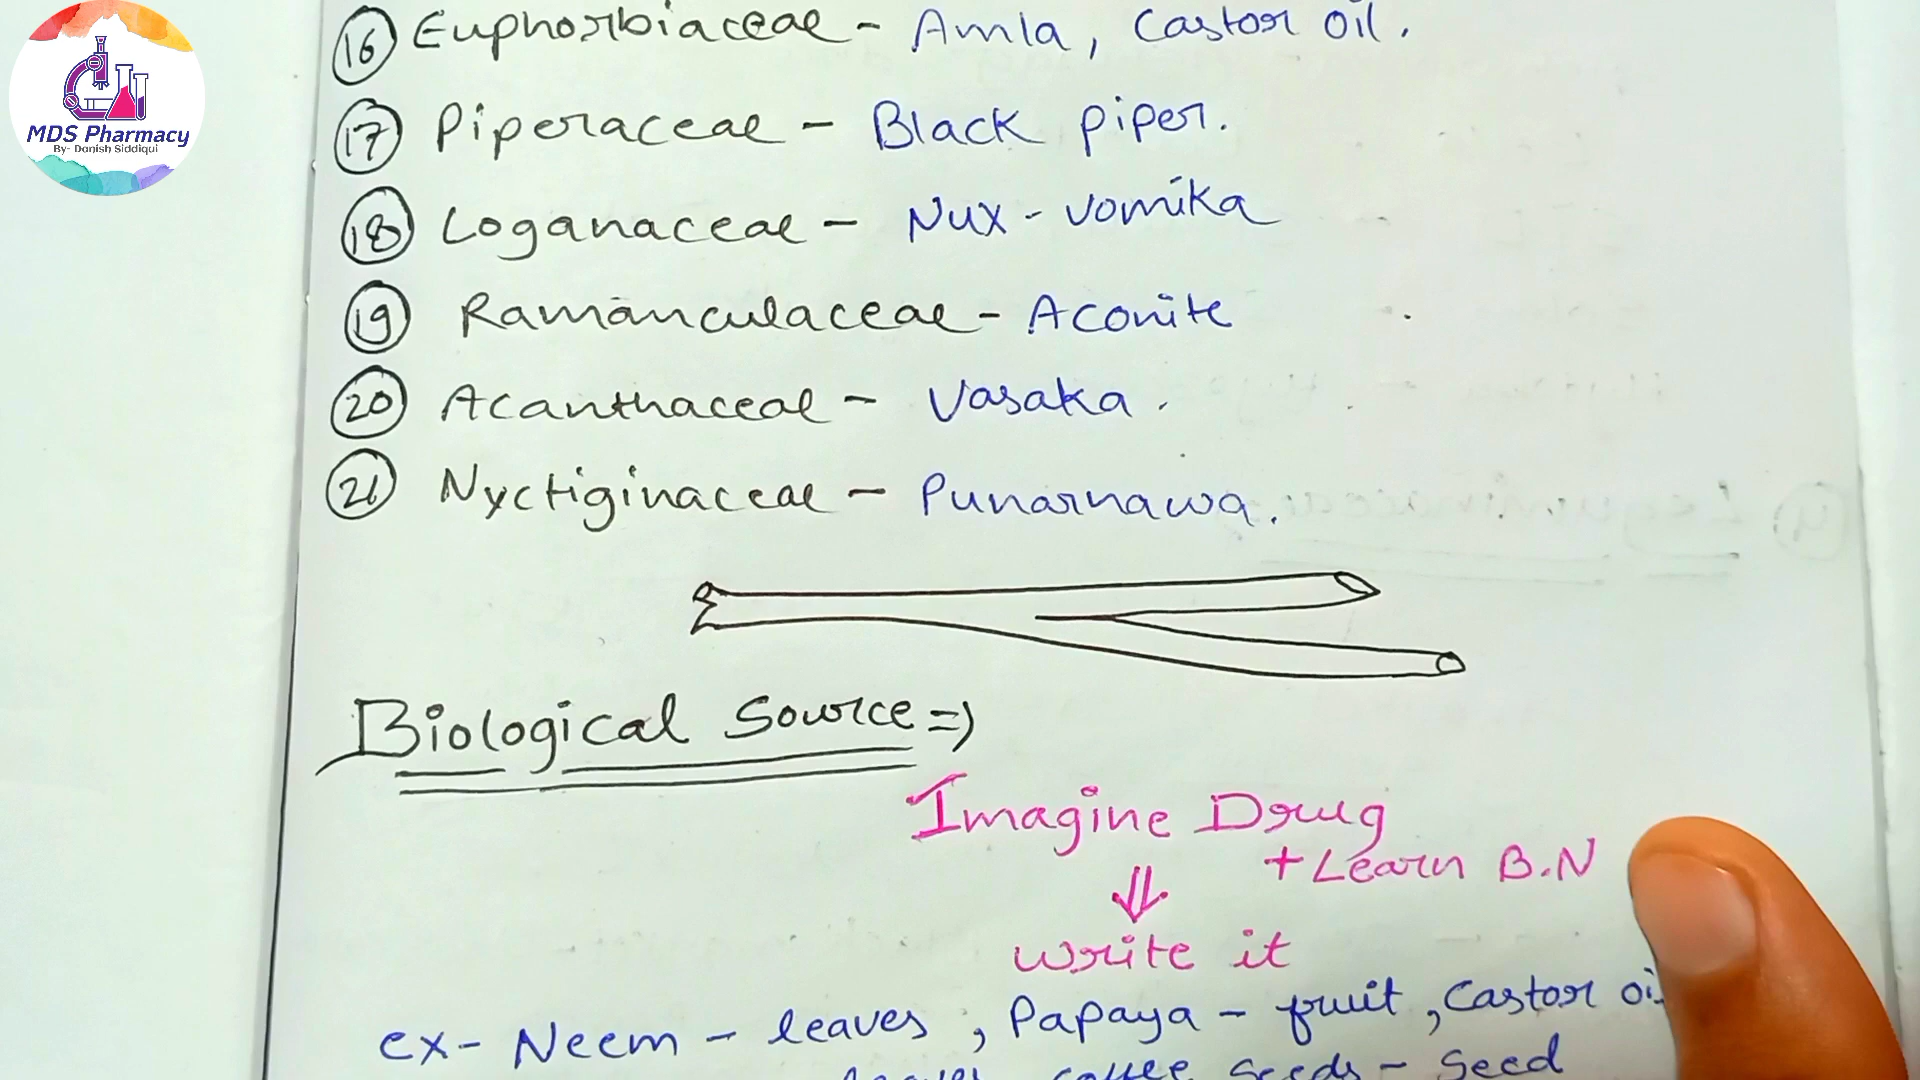 MDS Pharmacy
By- Danish Siddiqui
16 Euphorbiaceae - Amla, Castor oil.
17 Piperaceae - Black piper.
18 Loganaceae - Nux-vomika
19 Ramanculaceae - Aconite
20 Acanthaceae - Vasaka.
21 Nyctiginaceae - Punarnawa.
Biological Source =>
Imagine Drug
+ Learn B.N
⇓
write it
ex- Neem - leaves, Papaya - fruit, Castor
seeds - Seed